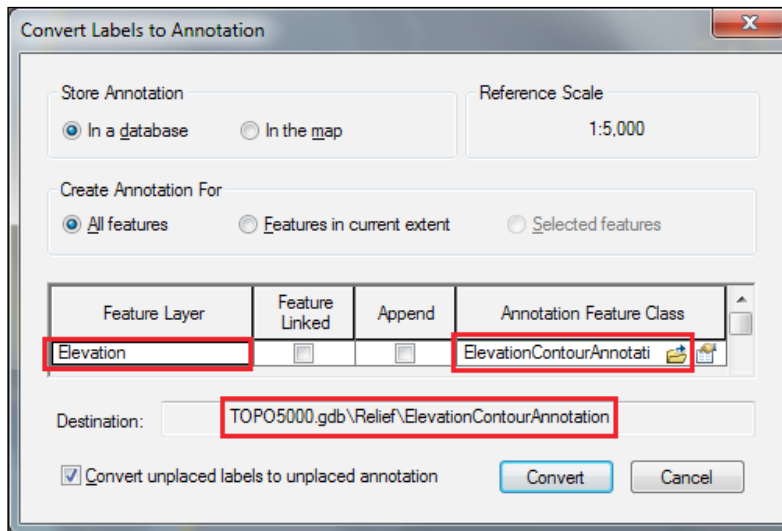 Convert Labels to Annotation
x
Store Annotation
In a database
In the map
Reference Scale
1:5,000
Create Annotation For
All features
Features in current extent
Selected features
Feature Layer
Feature
Linked
Append
Annotation Feature Class
Elevation
ElevationContourAnnotati
Destination:
TOPO5000.gdb\Relief\ElevationContourAnnotation
Convert unplaced labels to unplaced annotation
Convert
Cancel